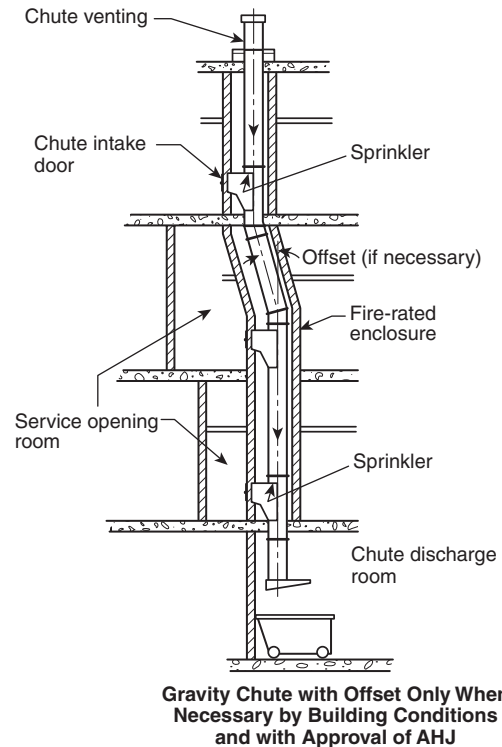 Chute venting
Chute intake
door
Sprinkler
Offset (if necessary)
Fire-rated
enclosure
Service opening
room
Sprinkler
Chute discharge
room
Gravity Chute with Offset Only When
Necessary by Building Conditions
and with Approval of AHJ